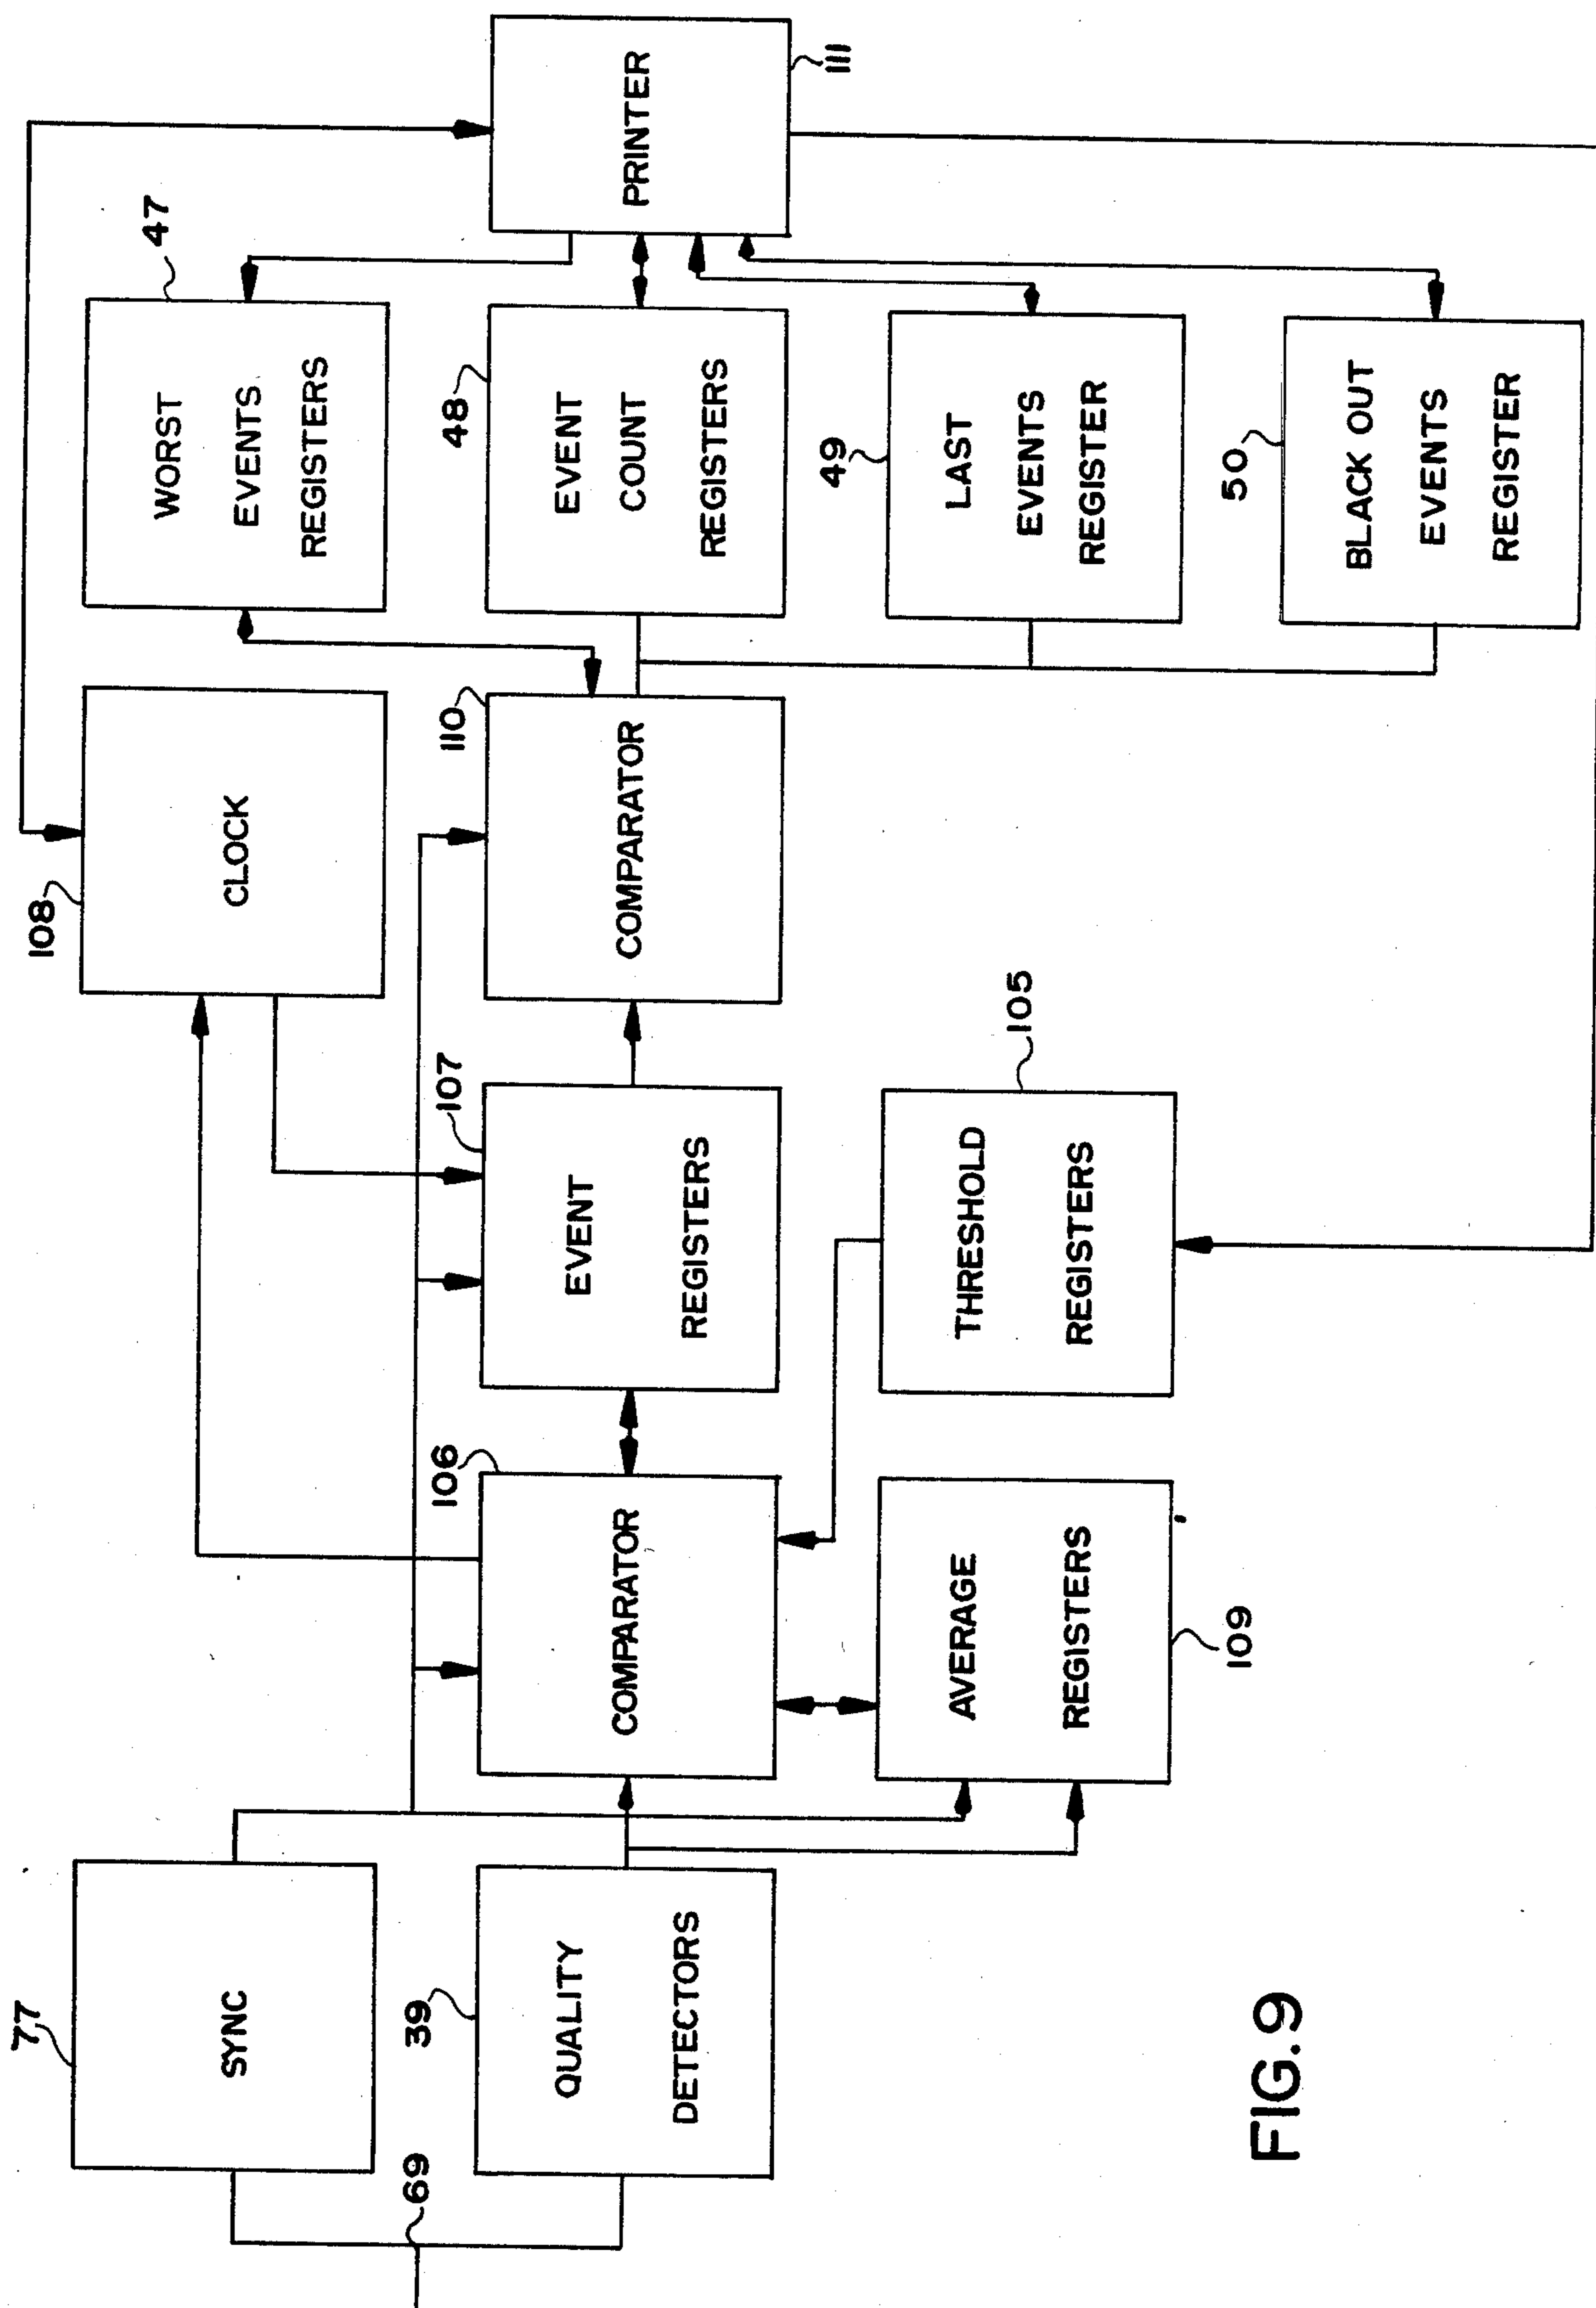 77
SYNC
108
CLOCK
47
WORST
EVENTS
REGISTERS
69
39
QUALITY
DETECTORS
106
COMPARATOR
107
EVENT
REGISTERS
110
COMPARATOR
48
EVENT
COUNT
REGISTERS
PRINTER
111
AVERAGE
REGISTERS
109
105
THRESHOLD
REGISTERS
49
LAST
EVENTS
REGISTER
50
BLACK OUT
EVENTS
REGISTER
FIG.9